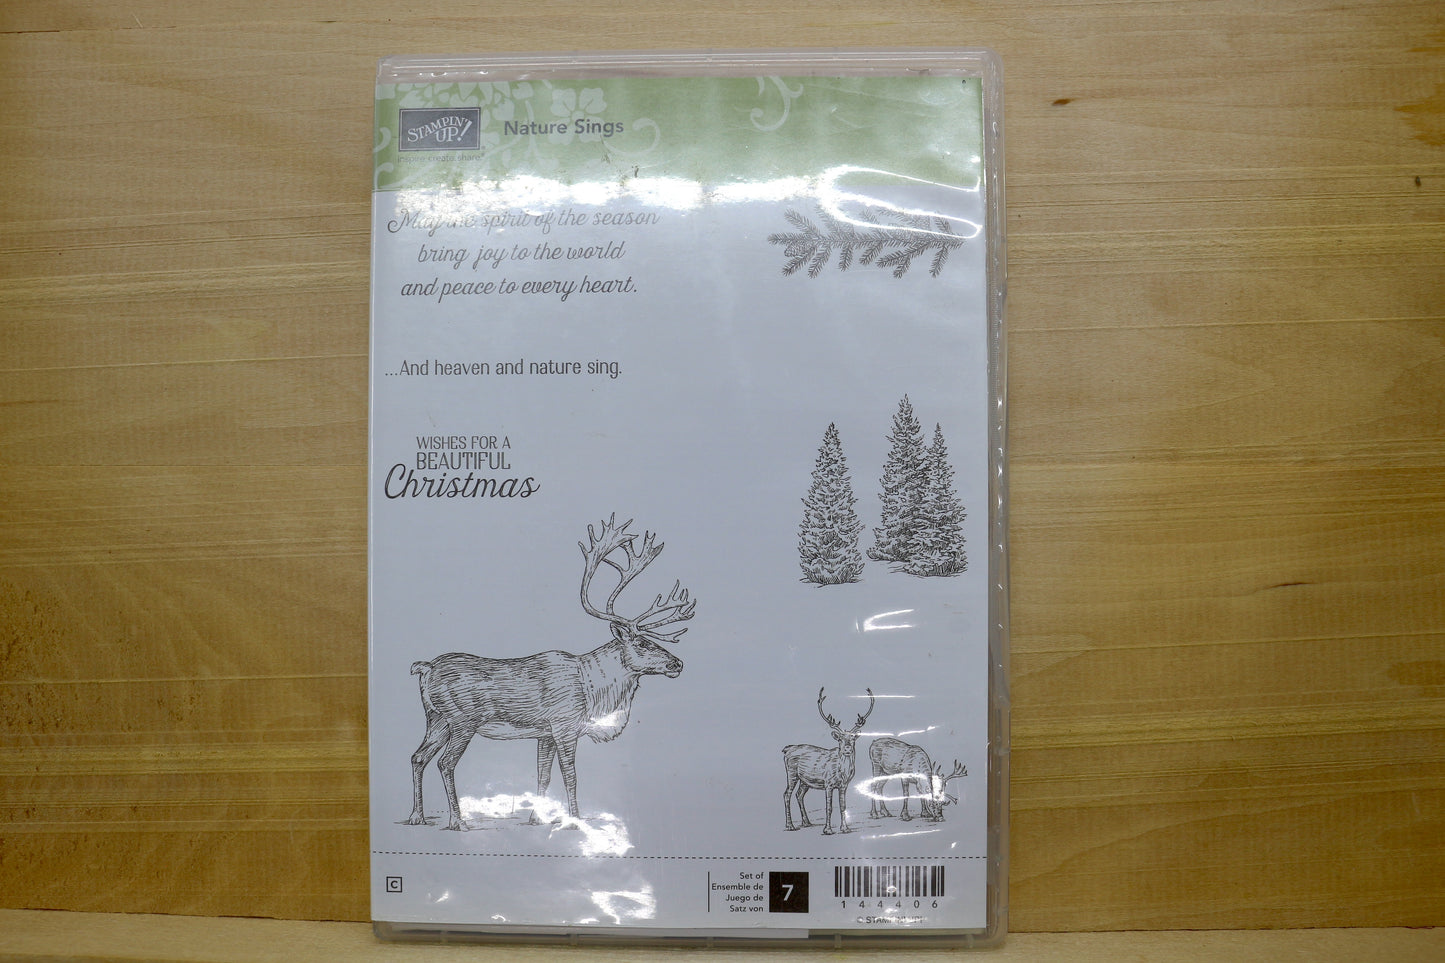 STAMPIN' UP!
inspire.create.share.
Nature Sings
May the spirit of the season
bring joy to the world
and peace to every heart.
...And heaven and nature sing.
WISHES FOR A
BEAUTIFUL
Christmas
C
Set of
Ensemble de
Juego de
Satz von
7
144406
© STAMPIN' UP!